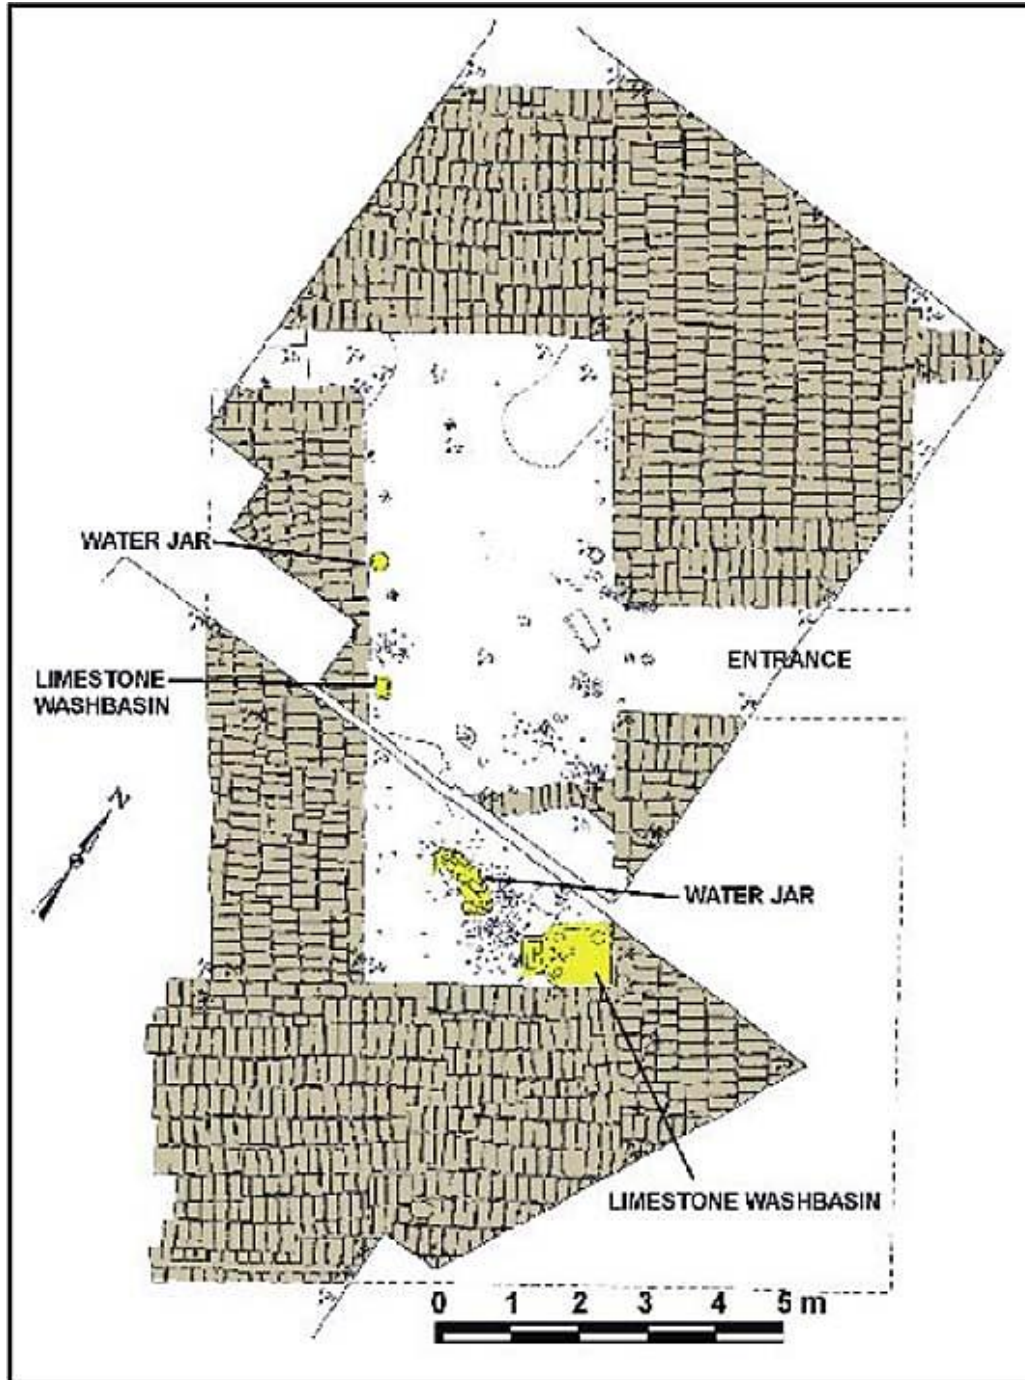 WATER JAR
LIMESTONE
WASHBASIN
ENTRANCE
N
WATER JAR
LIMESTONE WASHBASIN
0 1 2 3 4 5 m